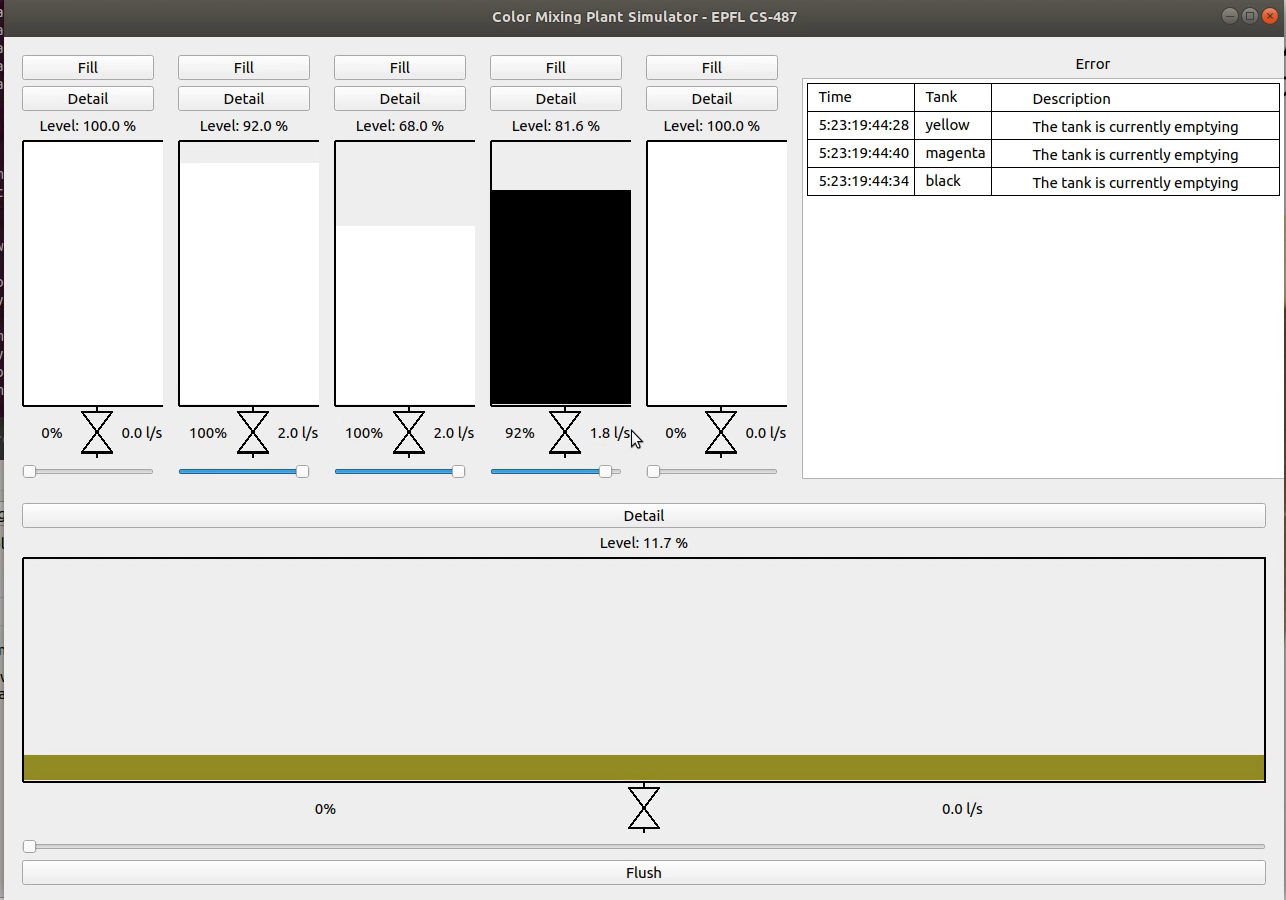 Color Mixing Plant Simulator - EPFL CS-487
Fill Fill Fill Fill Fill
Detail Detail Detail Detail Detail
Level: 100.0 % Level: 92.0 % Level: 68.0 % Level: 81.6 % Level: 100.0 %
0% 0.0 l/s 100% 2.0 l/s 100% 2.0 l/s 92% 1.8 l/s 0% 0.0 l/s
Error
Time Tank Description
5:23:19:44:28 yellow The tank is currently emptying
5:23:19:44:40 magenta The tank is currently emptying
5:23:19:44:34 black The tank is currently emptying
Detail
Level: 11.7 %
0% 0.0 l/s
Flush